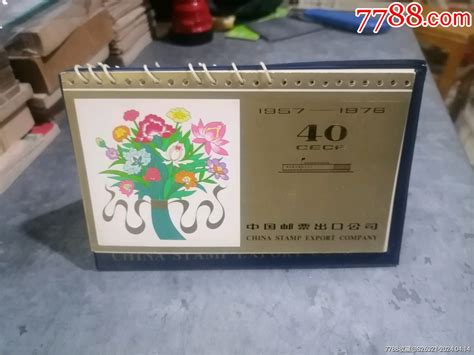 7788.com
1957—1976
40
CECF
中国邮票出口公司
CHINA STAMP EXPORT COMPANY
CHINA STAMP EXPO